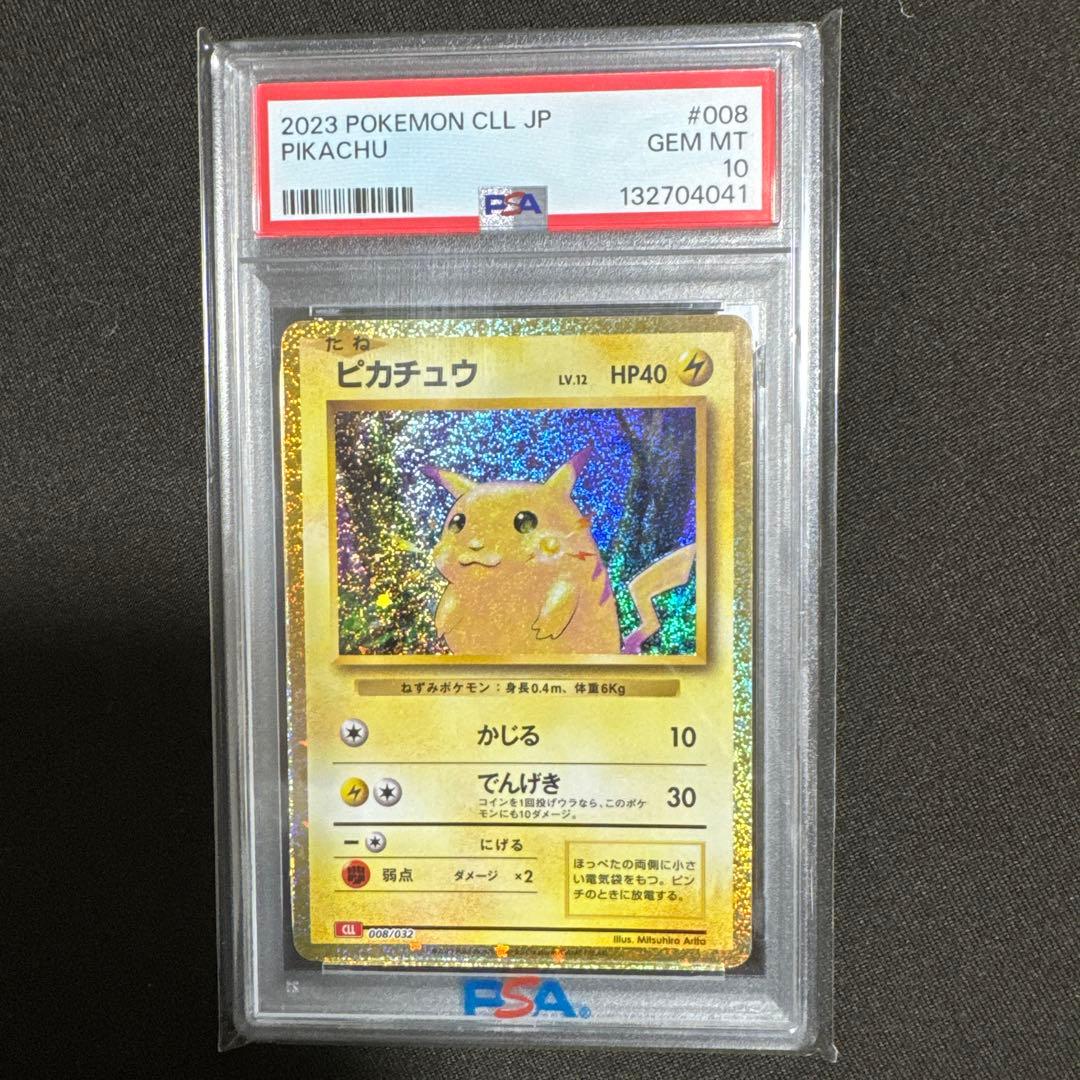 2023 POKEMON CLL JP #008
PIKACHU GEM MT
10
132704041
PSA
たね
ピカチュウ LV.12 HP40
ねずみポケモン：身長0.4m、体重6Kg
かじる 10
でんげき 30
コインを1回投げウラなら、このポケ
モンにも10ダメージ。
にげる
弱点 ダメージ ×2
ほっぺたの両側に小さ
い電気袋をもつ。ピン
チのときに放電する。
CLL 008/032
Illus. Mitsuhiro Arita
PSA®